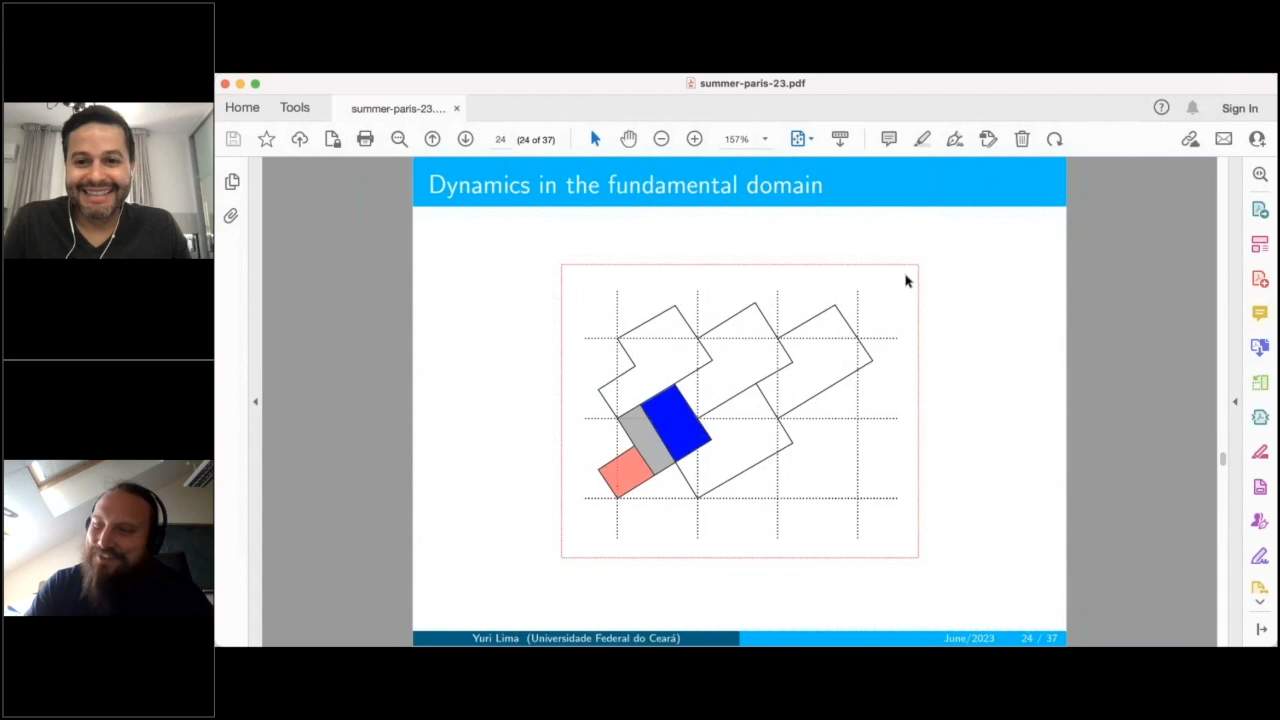 summer-paris-23.pdf
Home Tools summer-paris-23.... × Sign In
24 (24 of 37) 157%
Dynamics in the fundamental domain
Yuri Lima (Universidade Federal do Ceará) June/2023 24 / 37